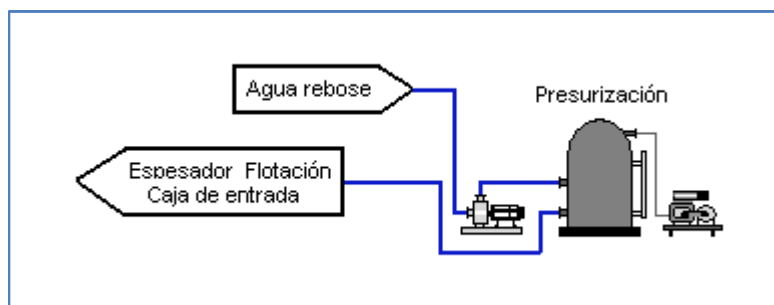 Agua rebose
Presurización
Espesador Flotación
Caja de entrada